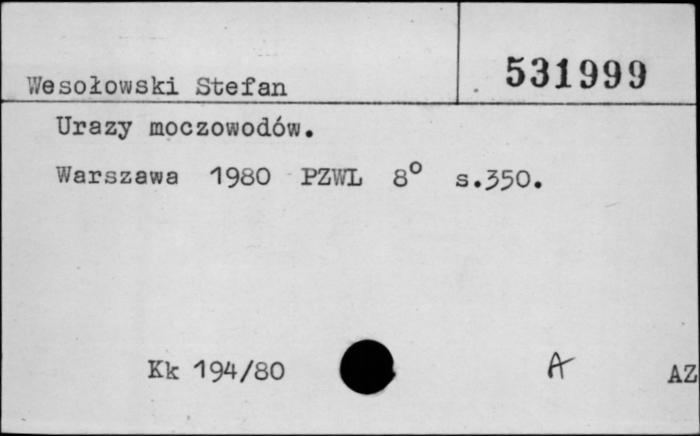 Wesołowski Stefan 531999
Urazy moczowodów.
Warszawa 1980 PZWL 8° s.350.
Kk 194/80 A AZ